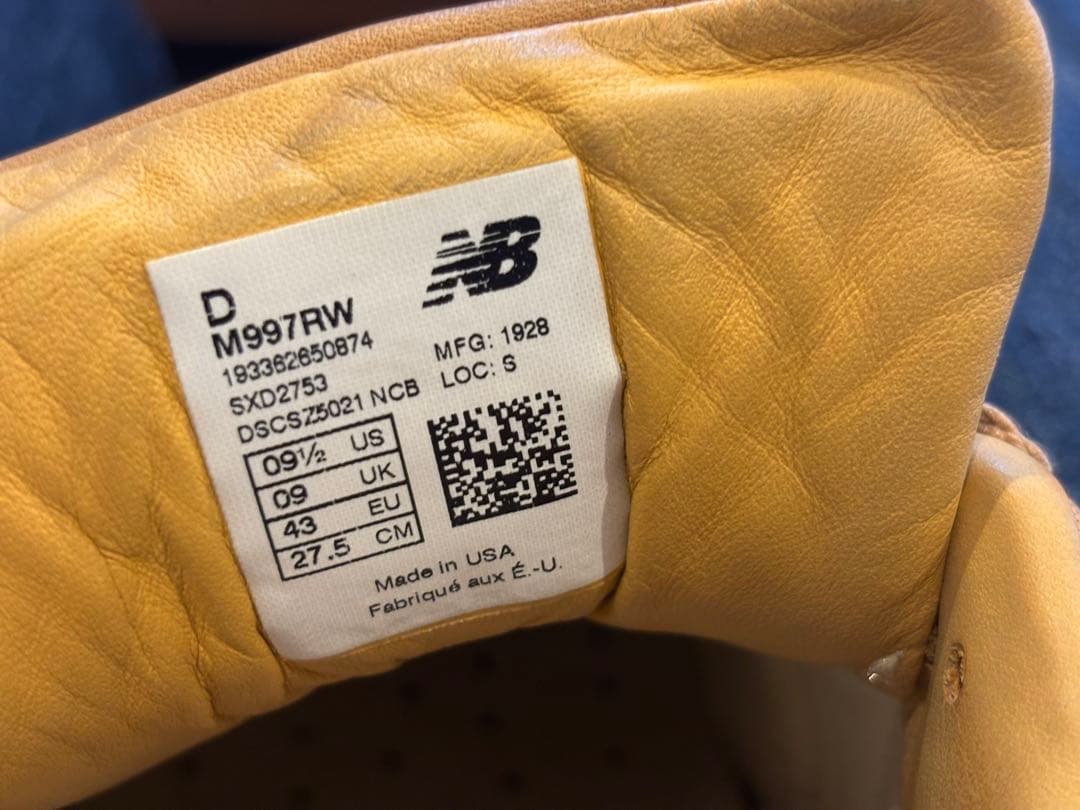 NB
D
M997RW
193362650874
SXD2753
DSCSZ5021 NCB
MFG: 1928
LOC: S
09½ US
09 UK
43 EU
27.5 CM
Made in USA
Fabriqué aux É.-U.